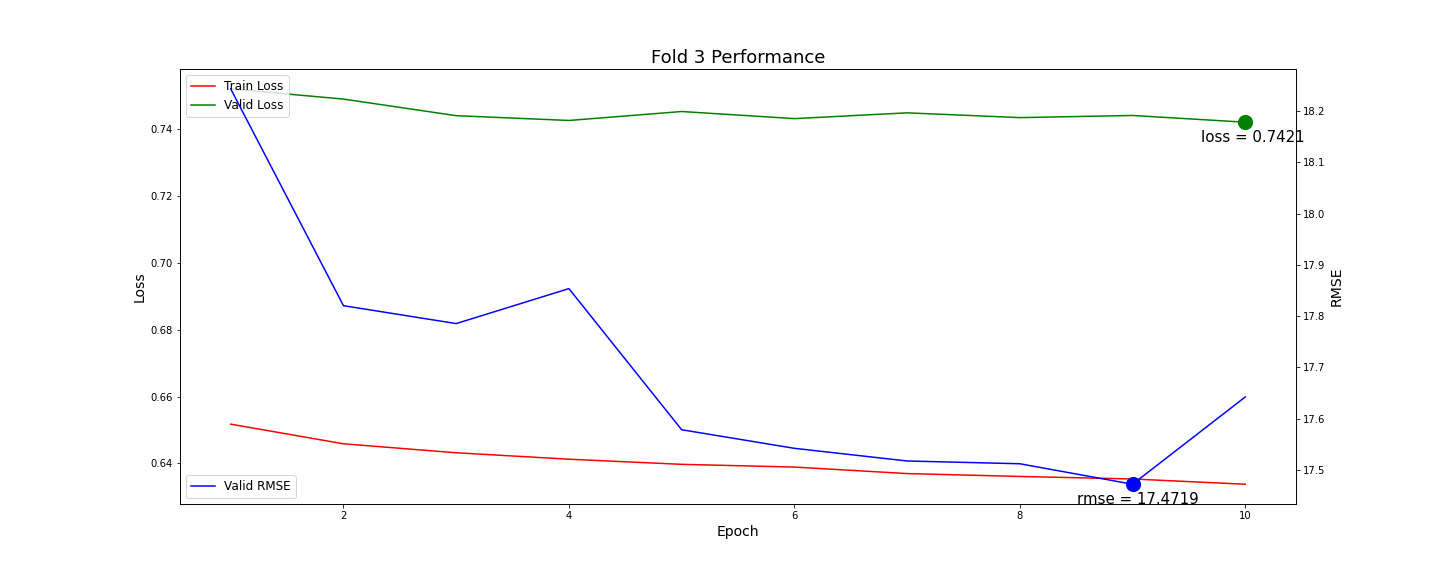 Fold 3 Performance
Train Loss
Valid Loss
Valid RMSE
Loss
0.74
0.72
0.70
0.68
0.66
0.64
18.2
18.1
18.0
17.9
17.8
17.7
17.6
17.5
RMSE
loss = 0.7421
rmse = 17.4719
2 4 6 8 10
Epoch